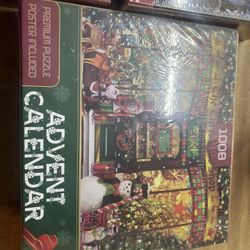 PREMIUM PUZZLE
POSTER INCLUDED
ADVENT
CALENDAR
1008